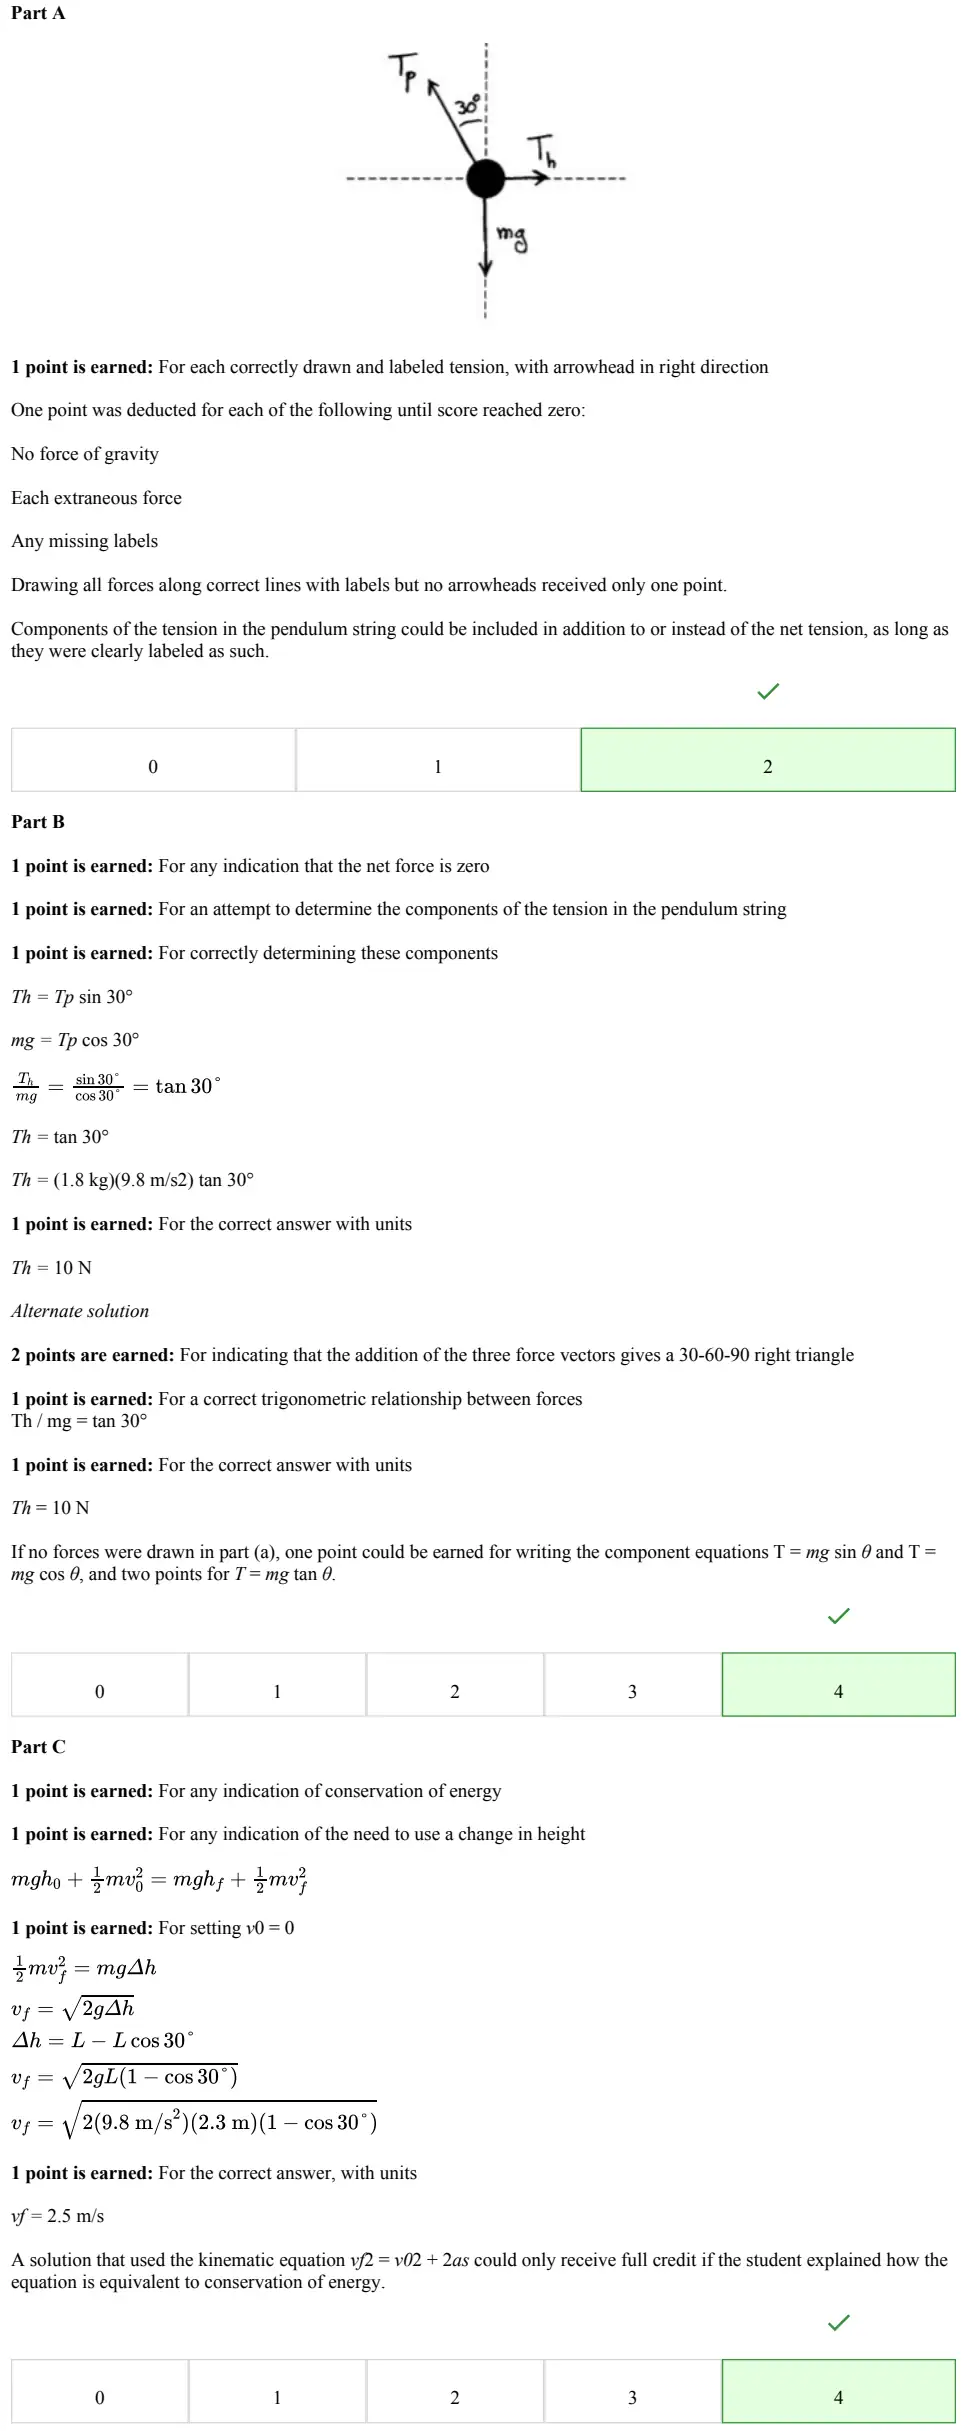 Part A
T_p
30°
T_h
mg
1 point is earned: For each correctly drawn and labeled tension, with arrowhead in right direction
One point was deducted for each of the following until score reached zero:
No force of gravity
Each extraneous force
Any missing labels
Drawing all forces along correct lines with labels but no arrowheads received only one point.
Components of the tension in the pendulum string could be included in addition to or instead of the net tension, as long as
they were clearly labeled as such.
✓
0 1 2
Part B
1 point is earned: For any indication that the net force is zero
1 point is earned: For an attempt to determine the components of the tension in the pendulum string
1 point is earned: For correctly determining these components
Th = Tp sin 30°
mg = Tp cos 30°
T_h/mg = sin 30°/cos 30° = tan 30°
Th = tan 30°
Th = (1.8 kg)(9.8 m/s2) tan 30°
1 point is earned: For the correct answer with units
Th = 10 N
Alternate solution
2 points are earned: For indicating that the addition of the three force vectors gives a 30-60-90 right triangle
1 point is earned: For a correct trigonometric relationship between forces
Th / mg = tan 30°
1 point is earned: For the correct answer with units
Th = 10 N
If no forces were drawn in part (a), one point could be earned for writing the component equations T = mg sin θ and T =
mg cos θ, and two points for T = mg tan θ.
✓
0 1 2 3 4
Part C
1 point is earned: For any indication of conservation of energy
1 point is earned: For any indication of the need to use a change in height
mgh₀ + ½mv₀² = mgh_f + ½mv_f²
1 point is earned: For setting v0 = 0
½mv_f² = mgΔh
v_f = √(2gΔh)
Δh = L − L cos 30°
v_f = √(2gL(1 − cos 30°))
v_f = √(2(9.8 m/s²)(2.3 m)(1 − cos 30°))
1 point is earned: For the correct answer, with units
vf = 2.5 m/s
A solution that used the kinematic equation vf2 = v02 + 2as could only receive full credit if the student explained how the
equation is equivalent to conservation of energy.
✓
0 1 2 3 4